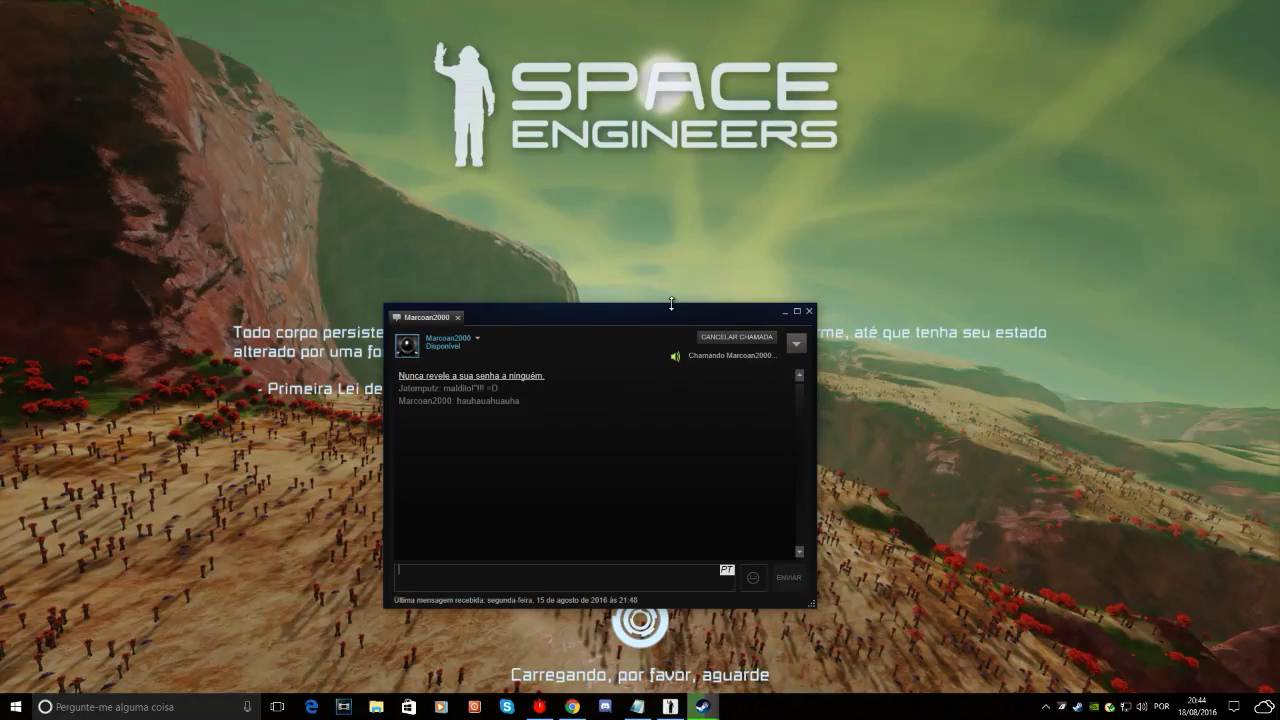 SPACE
ENGINEERS
Todo corpo persiste
rme, até que tenha seu estado
alterado por uma fo
- Primeira Lei de
Marcoan2000
Marcoan2000
Disponível
CANCELAR CHAMADA
Chamando Marcoan2000...
Nunca revele a sua senha a ninguém.
Jatemputz: maldito!"!!! =D
Marcoan2000: hauhauahuauha
PT
ENVIAR
Última mensagem recebida: segunda-feira, 15 de agosto de 2016 às 21:48
Carregando, por favor, aguarde
Pergunte-me alguma coisa
POR
20:44
18/08/2016